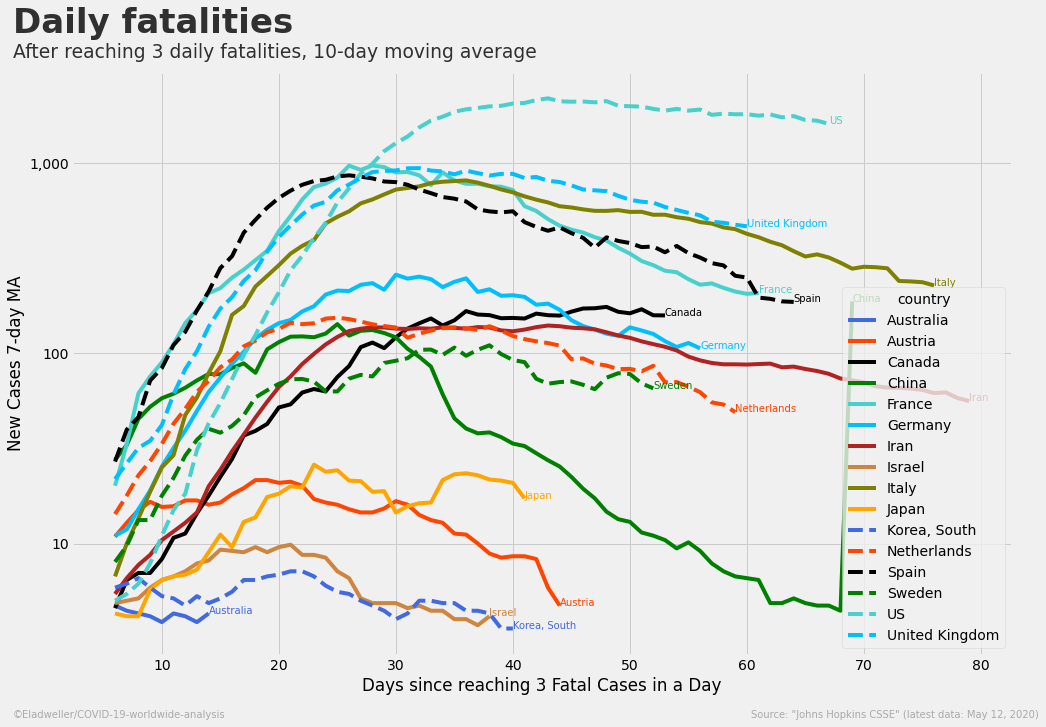 Daily fatalities
After reaching 3 daily fatalities, 10-day moving average
New Cases 7-day MA
1,000
100
10
US
United Kingdom
Italy
France
Spain
China
Canada
Germany
Sweden
Netherlands
Iran
Japan
Austria
Israel
Australia
Korea, South
country
Australia
Austria
Canada
China
France
Germany
Iran
Israel
Italy
Japan
Korea, South
Netherlands
Spain
Sweden
US
United Kingdom
10 20 30 40 50 60 70 80
Days since reaching 3 Fatal Cases in a Day
©Eladweller/COVID-19-worldwide-analysis
Source: "Johns Hopkins CSSE" (latest data: May 12, 2020)